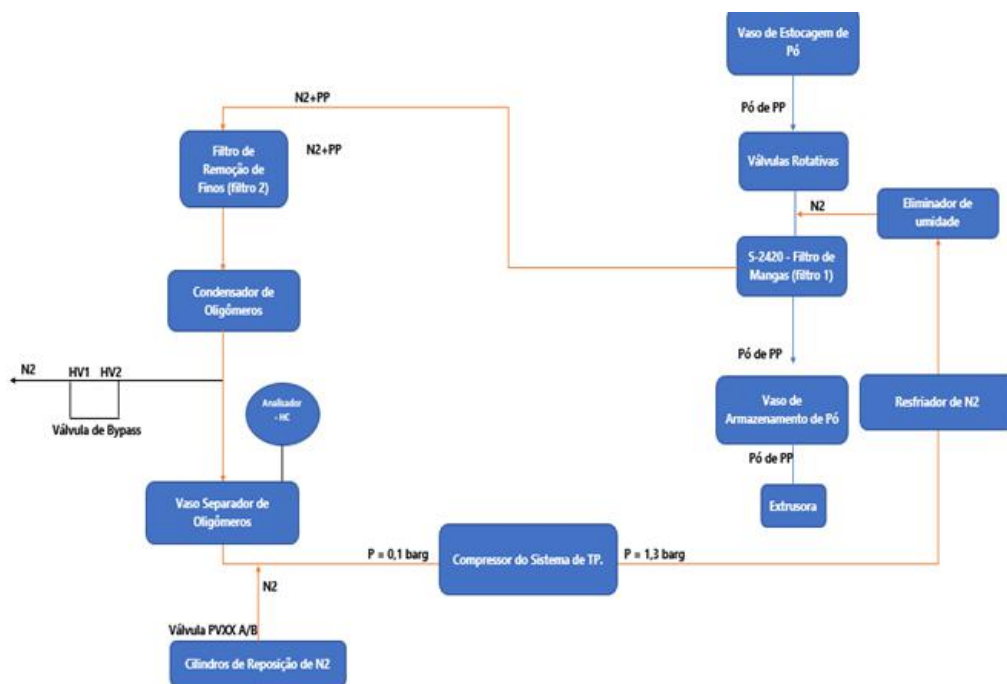 Vaso de Estocagem de
Pó
N2+PP
Pó de PP
Filtro de
Remoção de
Finos (filtro 2)
N2+PP
Válvulas Rotativas
N2
Eliminador de
umidade
S-2420 - Filtro de
Mangas (filtro 1)
Condensador de
Oligômeros
Pó de PP
N2
HV1
HV2
Válvula de Bypass
Analisador
- HC
Vaso de
Armazenamento de Pó
Resfriador de N2
Pó de PP
Vaso Separador de
Oligômeros
Extrusora
P = 0,1 barg
Compressor do Sistema de TP.
P = 1,3 barg
N2
Válvula PVXX A/B
Cilindros de Reposição de N2